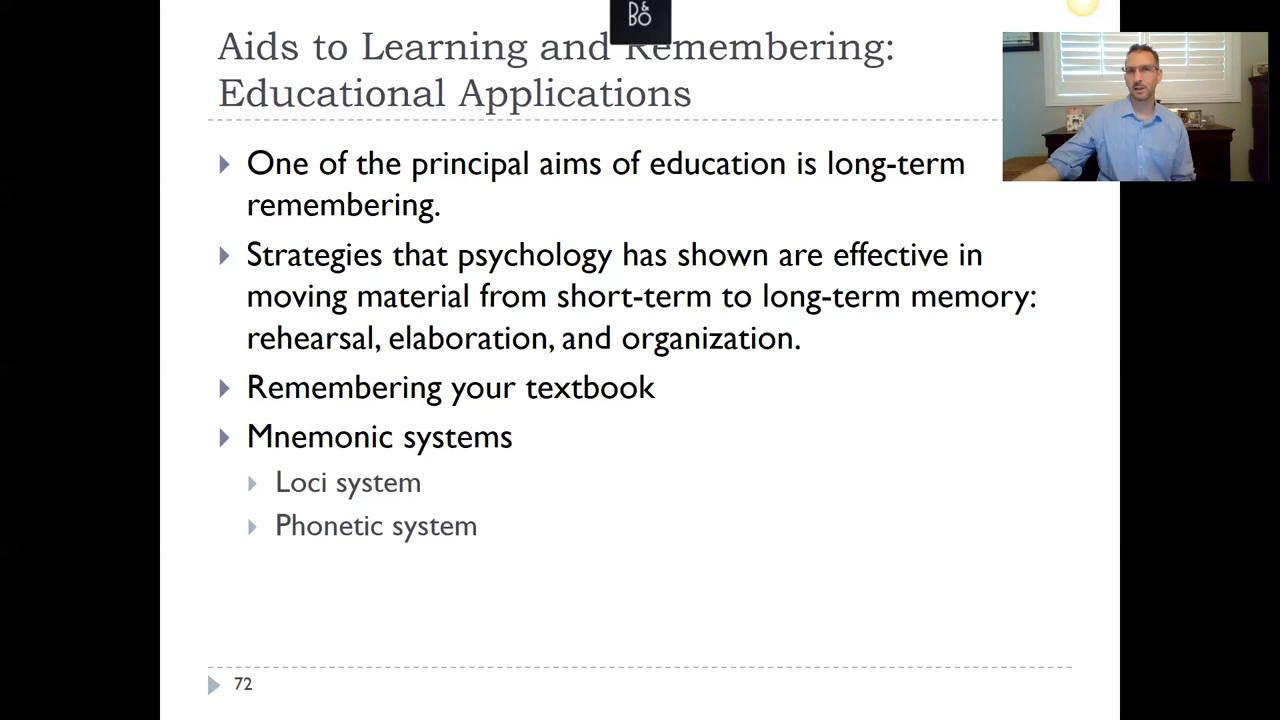 B&
BO
Aids to Learning and Remembering:
Educational Applications
One of the principal aims of education is long-term
remembering.
Strategies that psychology has shown are effective in
moving material from short-term to long-term memory:
rehearsal, elaboration, and organization.
Remembering your textbook
Mnemonic systems
Loci system
Phonetic system
72